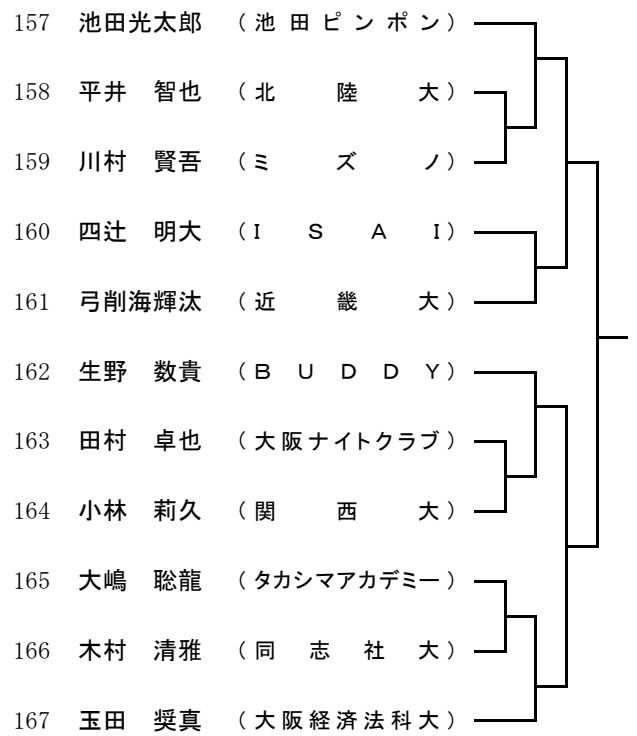 157 池田光太郎 (池田ピンポン)
158 平井 智也 (北陸大)
159 川村 賢吾 (ミズノ)
160 四辻 明大 (ISAI)
161 弓削海輝汰 (近畿大)
162 生野 数貴 (BUDDY)
163 田村 卓也 (大阪ナイトクラブ)
164 小林 莉久 (関西大)
165 大嶋 聡龍 (タカシマアカデミー)
166 木村 清雅 (同志社大)
167 玉田 奨真 (大阪経済法科大)